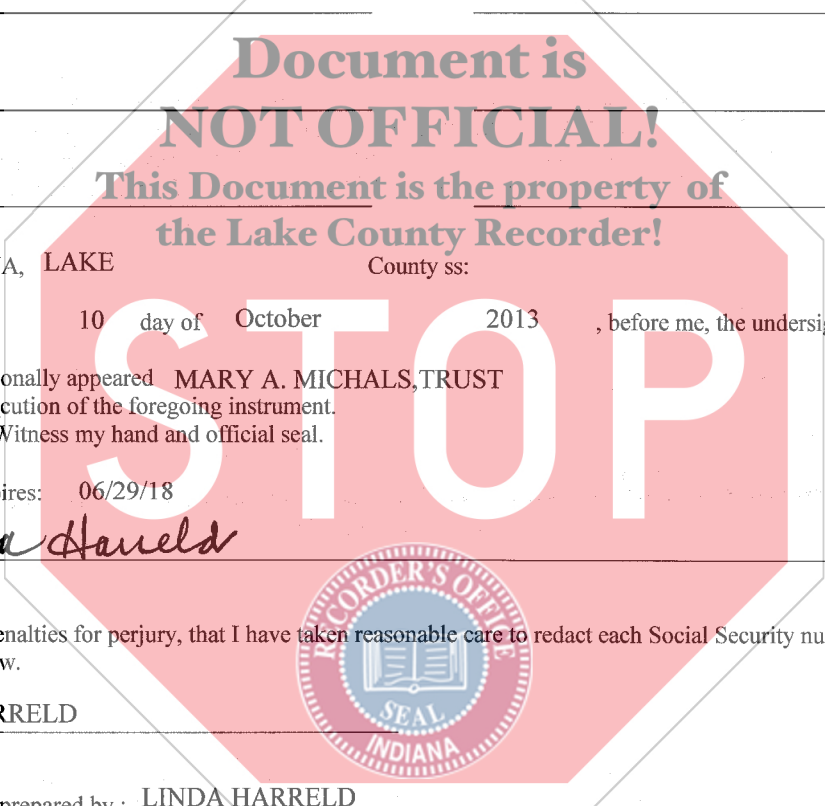 Document is
NOT OFFICIAL!
This Document is the property of
the Lake County Recorder!
A, LAKE County ss:
STOP
10 day of October 2013 , before me, the undersi
onally appeared MARY A. MICHALS,TRUST
cution of the foregoing instrument.
Witness my hand and official seal.
ires: 06/29/18
a Harreld
RECORDER'S OFFICE
SEAL
INDIANA
enalties for perjury, that I have taken reasonable care to redact each Social Security nu
w.
RRELD
prepared by : LINDA HARRELD